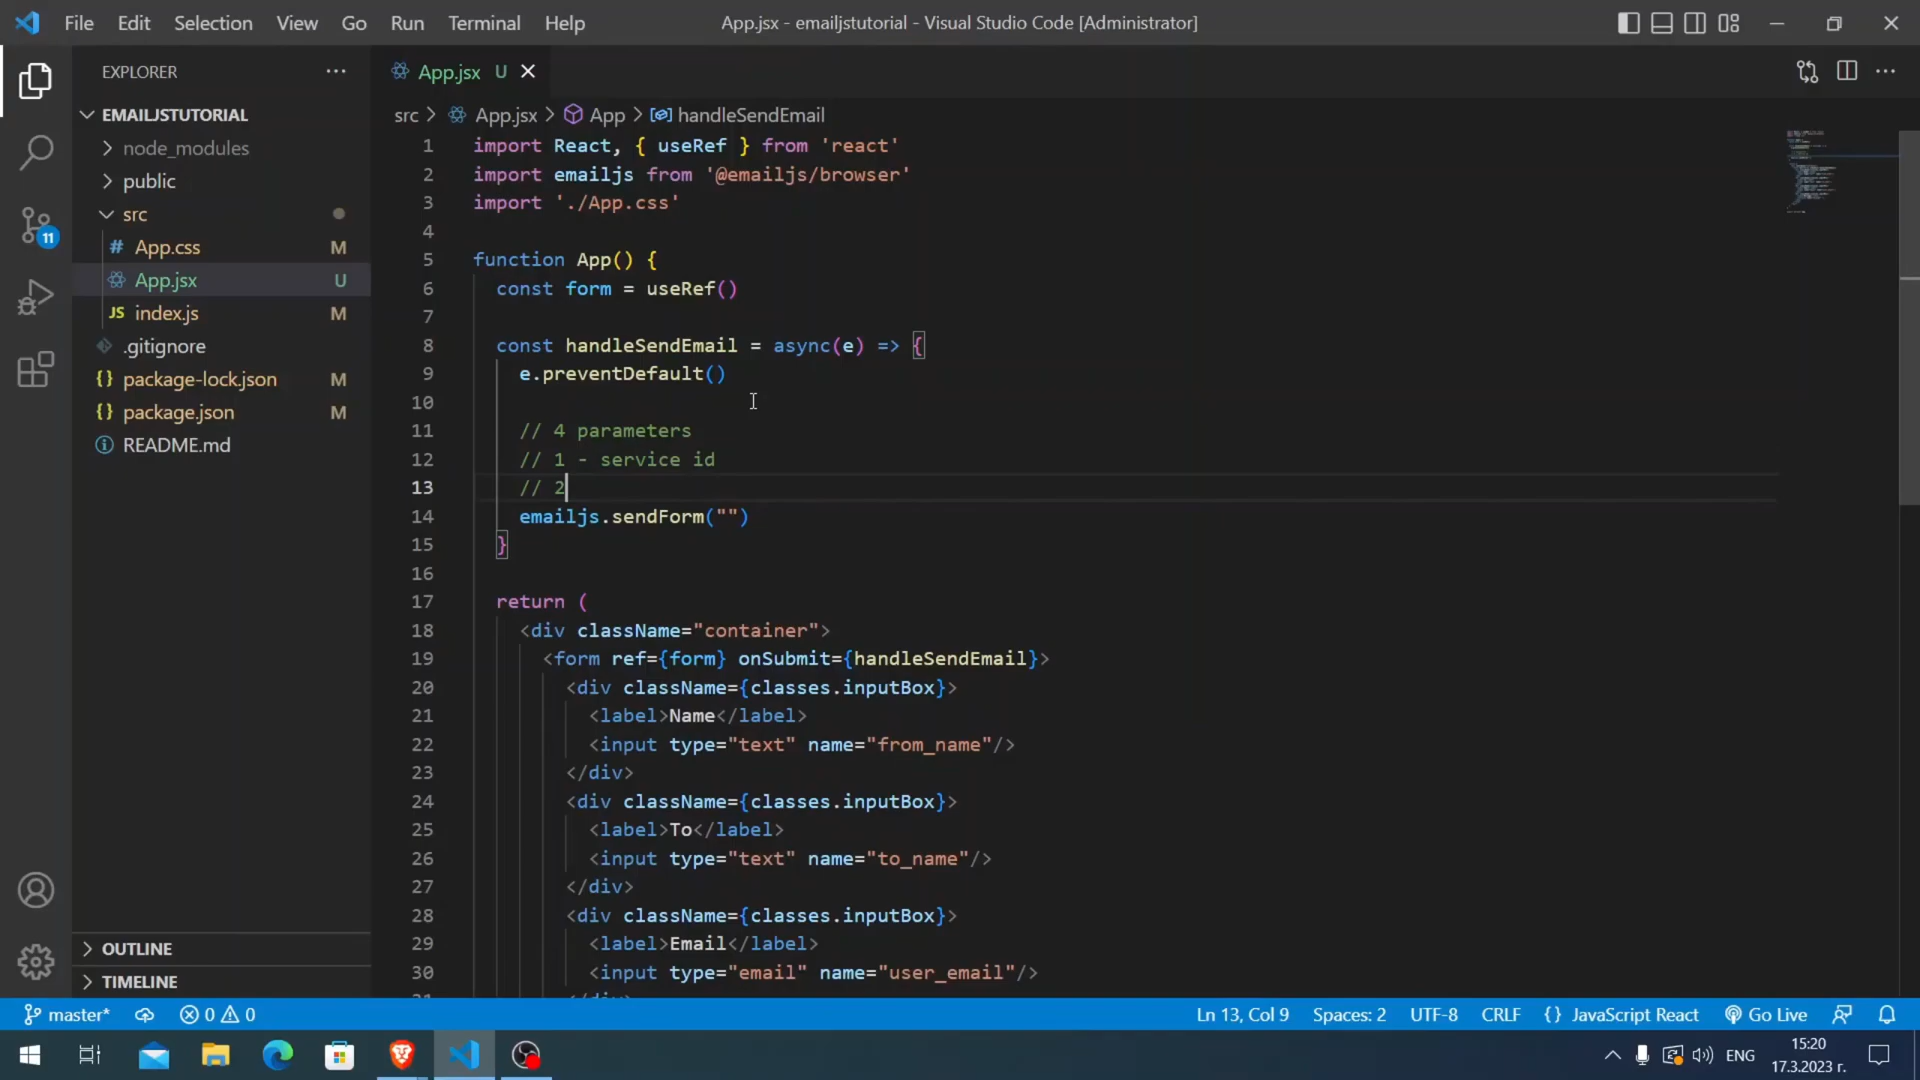 File Edit Selection View Go Run Terminal Help
App.jsx - emailjstutorial - Visual Studio Code [Administrator]
EXPLORER
EMAILJSTUTORIAL
node_modules
public
src
# App.css M
App.jsx U
JS index.js M
.gitignore
{} package-lock.json M
{} package.json M
README.md
11
OUTLINE
TIMELINE
App.jsx U
src > App.jsx > App > handleSendEmail
1 import React, { useRef } from 'react'
2 import emailjs from '@emailjs/browser'
3 import './App.css'
4
5 function App() {
6 const form = useRef()
7
8 const handleSendEmail = async(e) => {
9 e.preventDefault()
10
11 // 4 parameters
12 // 1 - service id
13 // 2
14 emailjs.sendForm("")
15 }
16
17 return (
18 <div className="container">
19 <form ref={form} onSubmit={handleSendEmail}>
20 <div className={classes.inputBox}>
21 <label>Name</label>
22 <input type="text" name="from_name"/>
23 </div>
24 <div className={classes.inputBox}>
25 <label>To</label>
26 <input type="text" name="to_name"/>
27 </div>
28 <div className={classes.inputBox}>
29 <label>Email</label>
30 <input type="email" name="user_email"/>
31 </div>
master* 0 0 Ln 13, Col 9 Spaces: 2 UTF-8 CRLF {} JavaScript React Go Live
ENG
15:20
17.3.2023 г.